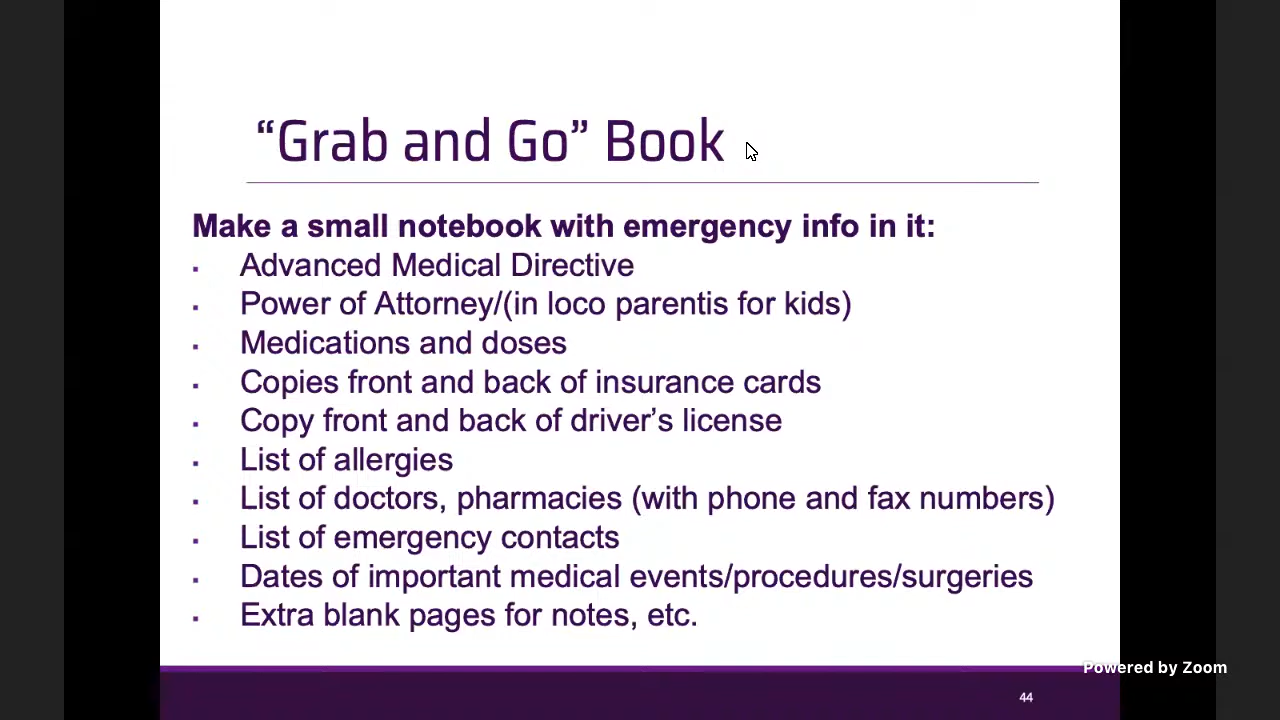 “Grab and Go” Book
Make a small notebook with emergency info in it:
▪ Advanced Medical Directive
▪ Power of Attorney/(in loco parentis for kids)
▪ Medications and doses
▪ Copies front and back of insurance cards
▪ Copy front and back of driver’s license
▪ List of allergies
▪ List of doctors, pharmacies (with phone and fax numbers)
▪ List of emergency contacts
▪ Dates of important medical events/procedures/surgeries
▪ Extra blank pages for notes, etc.
Powered by Zoom
44